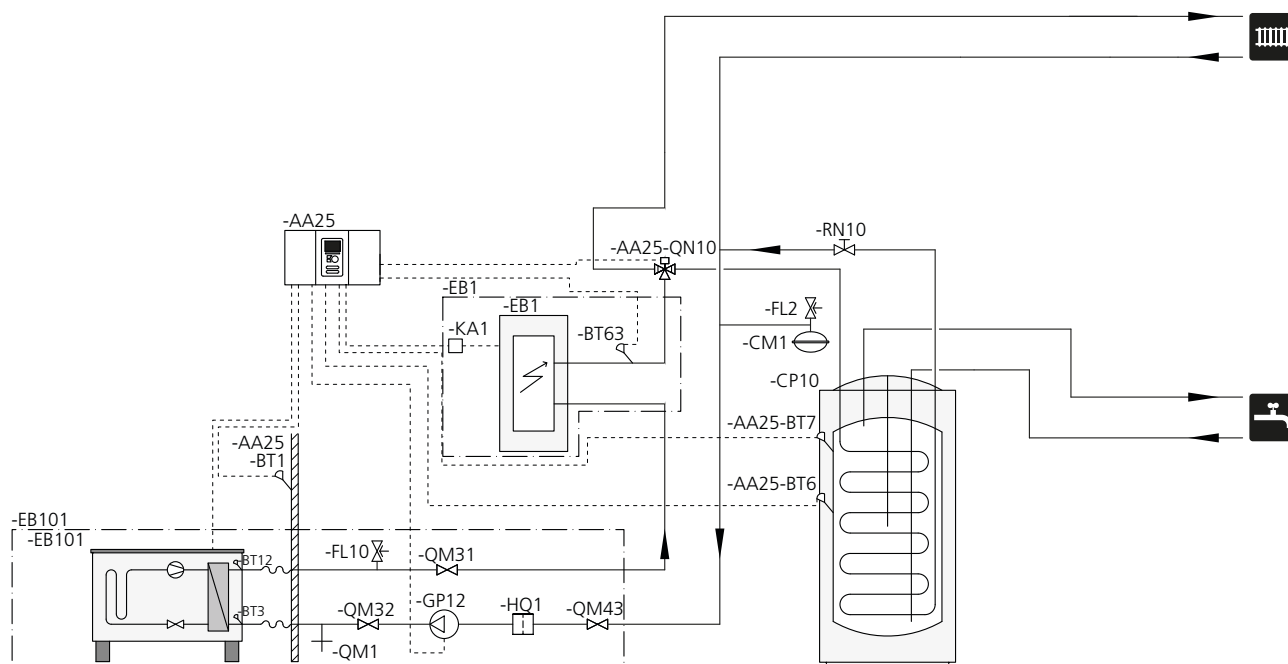 -AA25
-RN10
-AA25-QN10
-EB1
-EB1
-FL2
-KA1
-BT63
-CM1
-CP10
-AA25
-BT1
-AA25-BT7
-AA25-BT6
-EB101
-EB101
-BT12
-FL10
-QM31
-BT3
-QM32
-GP12
-HQ1
-QM43
-QM1